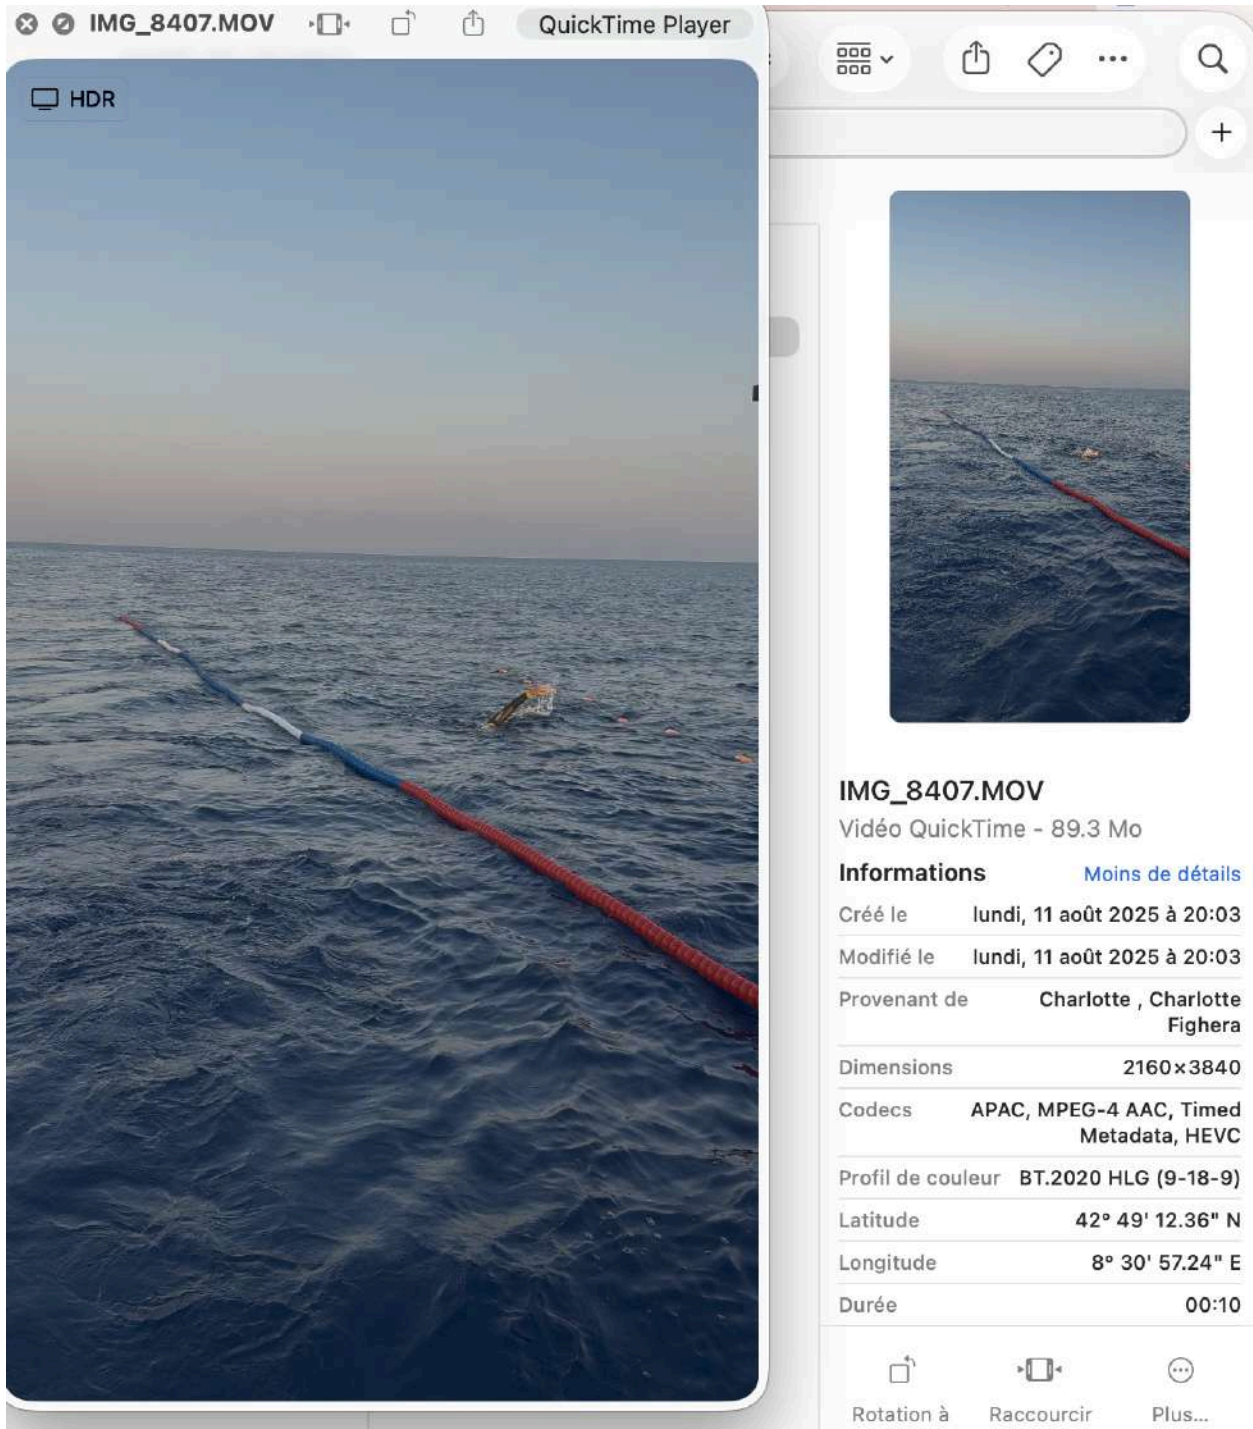 IMG_8407.MOV
QuickTime Player
HDR
IMG_8407.MOV
Vidéo QuickTime - 89.3 Mo
Informations Moins de détails
Créé le lundi, 11 août 2025 à 20:03
Modifié le lundi, 11 août 2025 à 20:03
Provenant de Charlotte , Charlotte
Fighera
Dimensions 2160×3840
Codecs APAC, MPEG-4 AAC, Timed
Metadata, HEVC
Profil de couleur BT.2020 HLG (9-18-9)
Latitude 42° 49' 12.36" N
Longitude 8° 30' 57.24" E
Durée 00:10
Rotation à Raccourcir Plus...